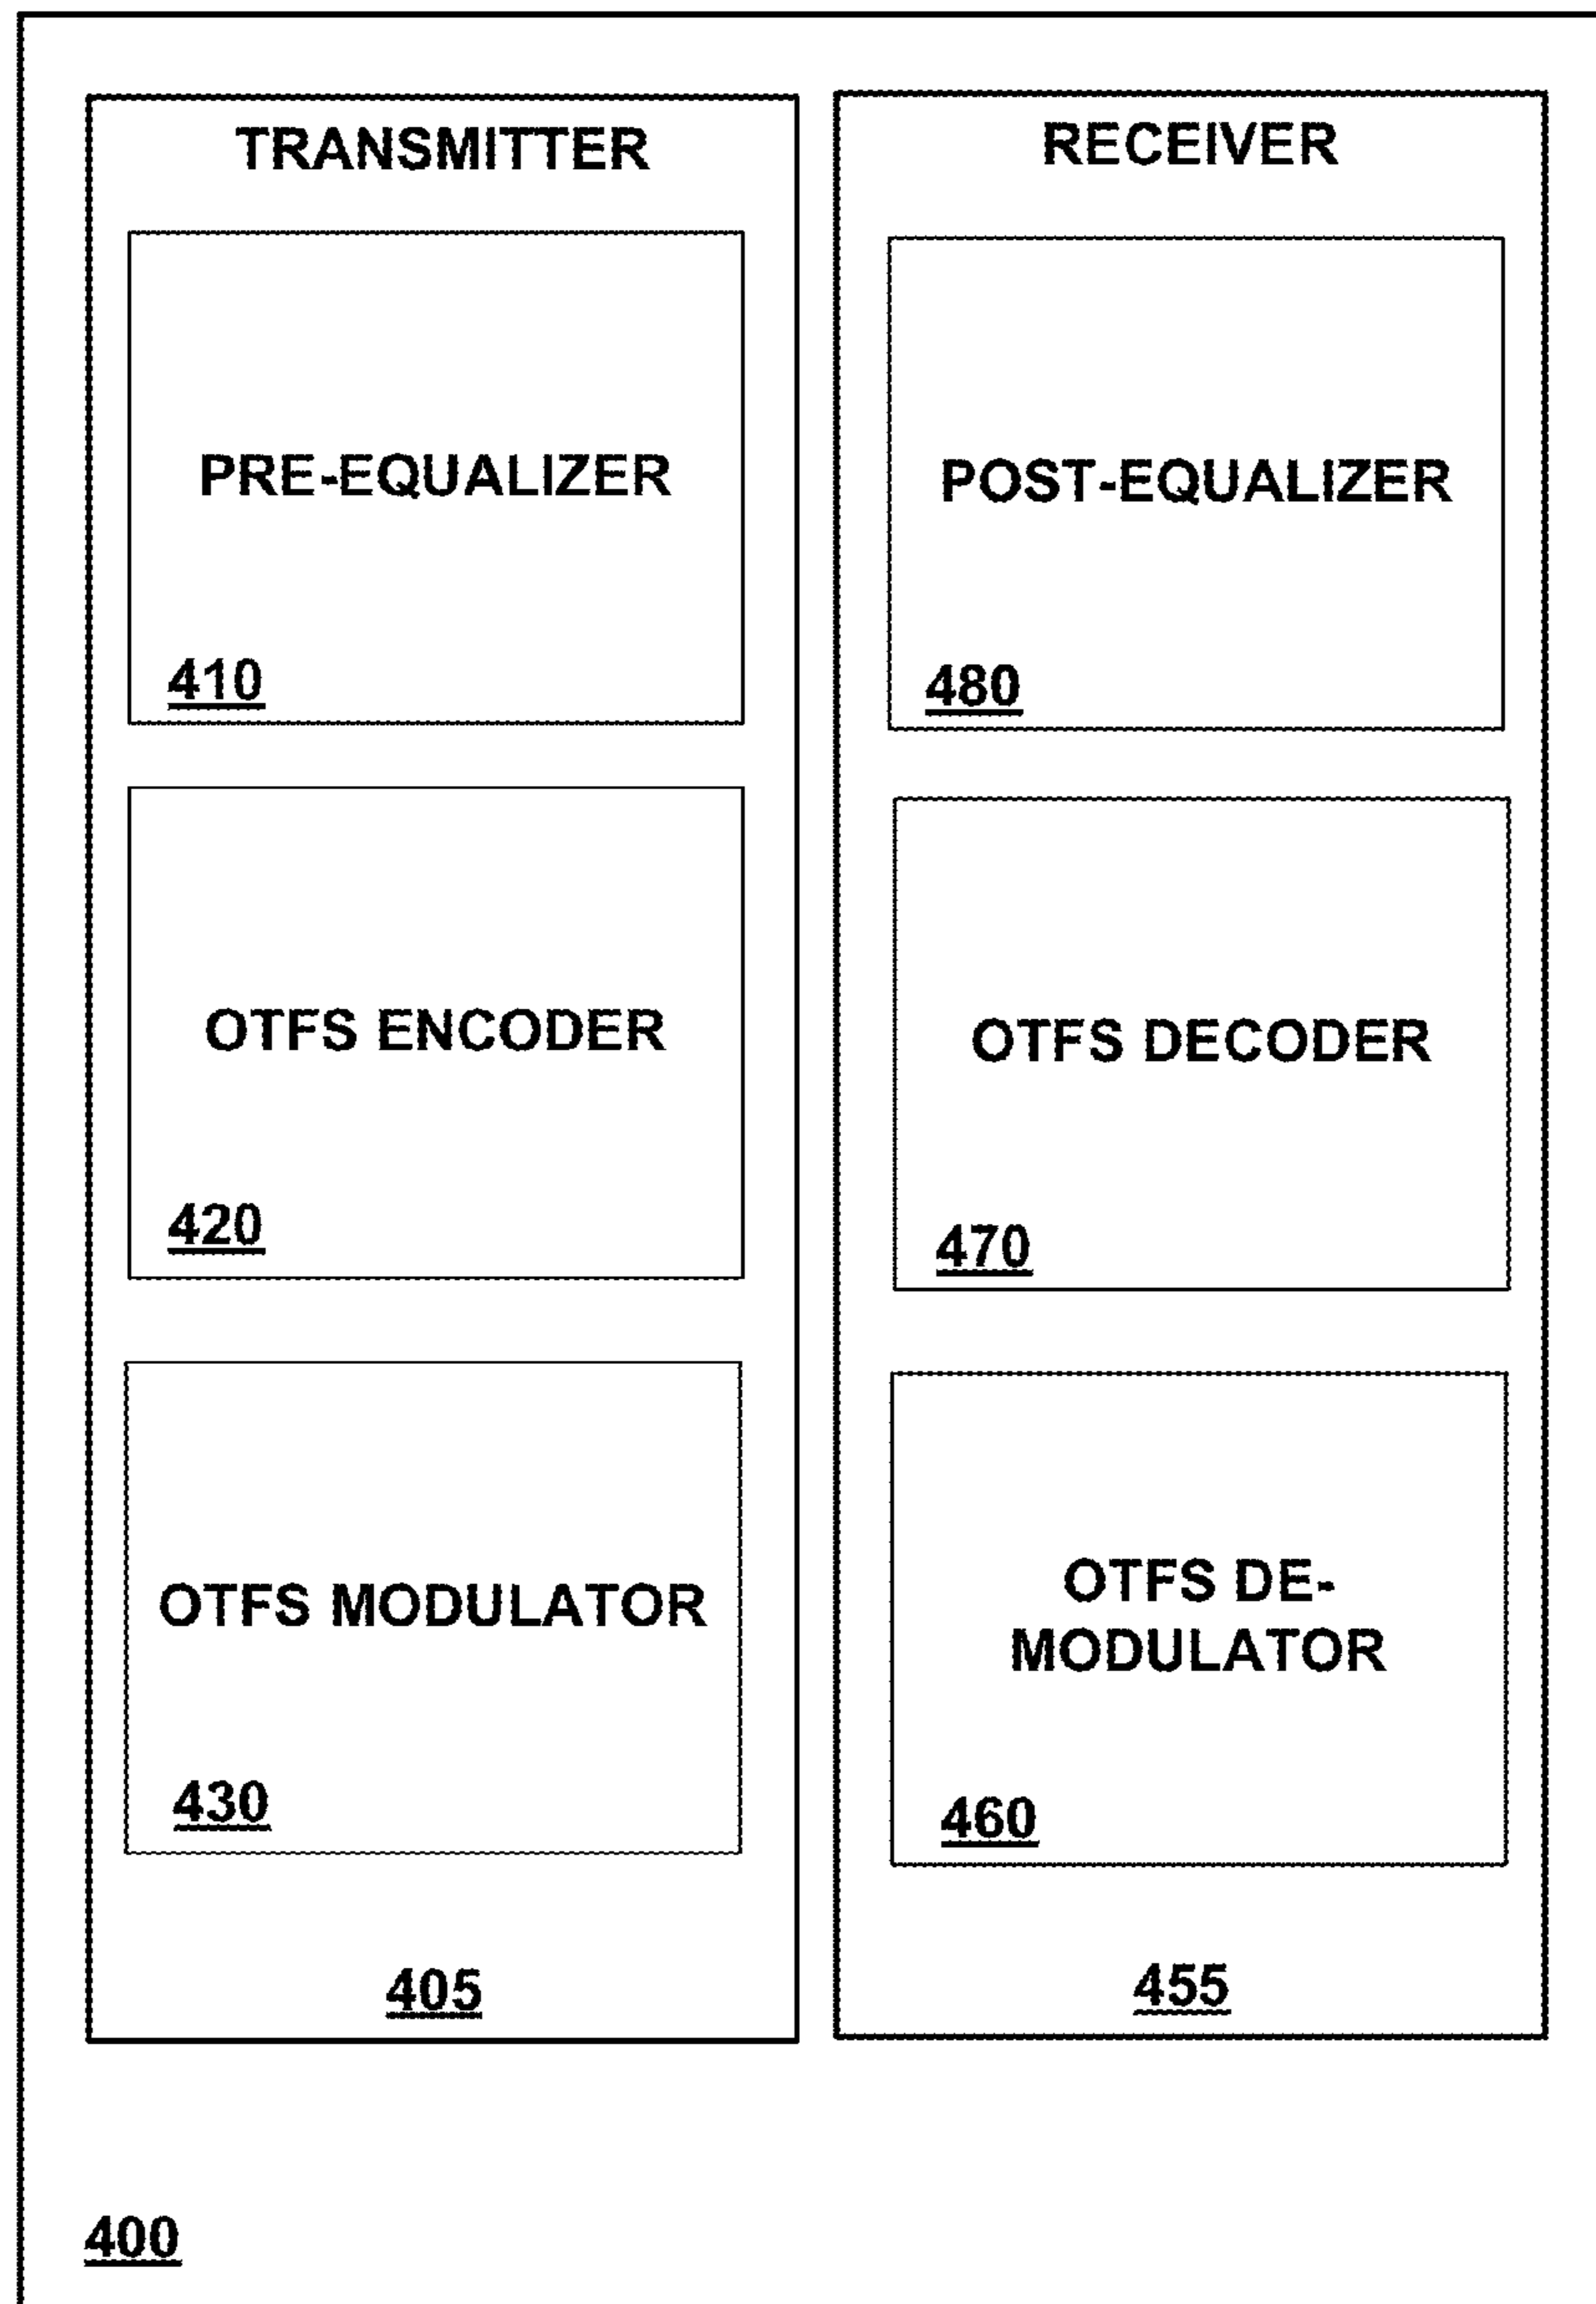 TRANSMITTER
PRE-EQUALIZER
410
OTFS ENCODER
420
OTFS MODULATOR
430
405
RECEIVER
POST-EQUALIZER
480
OTFS DECODER
470
OTFS DE-
MODULATOR
460
455
400